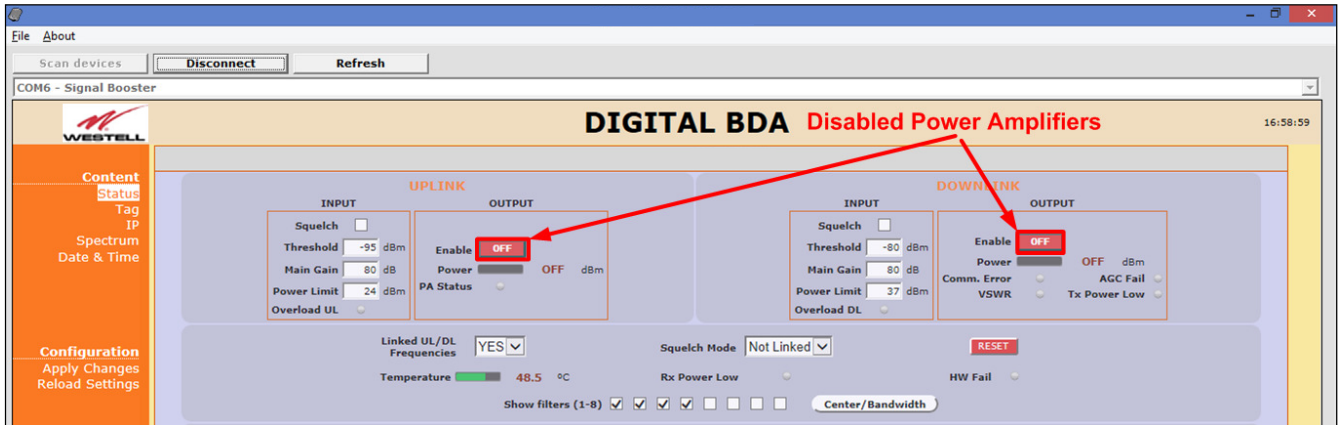 File About
Scan devices Disconnect Refresh
COM6 - Signal Booster
WESTELL
DIGITAL BDA
Disabled Power Amplifiers
16:58:59
Content
Status
Tag
IP
Spectrum
Date & Time
Configuration
Apply Changes
Reload Settings
UPLINK
INPUT
Squelch
Threshold -95 dBm
Main Gain 80 dB
Power Limit 24 dBm
Overload UL
OUTPUT
Enable OFF
Power OFF dBm
PA Status
DOWNLINK
INPUT
Squelch
Threshold -80 dBm
Main Gain 80 dB
Power Limit 37 dBm
Overload DL
OUTPUT
Enable OFF
Power OFF dBm
Comm. Error AGC Fail
VSWR Tx Power Low
Linked UL/DL
Frequencies
YES
Squelch Mode Not Linked
RESET
Temperature 48.5 ºC
Rx Power Low
HW Fail
Show filters (1-8)
Center/Bandwidth